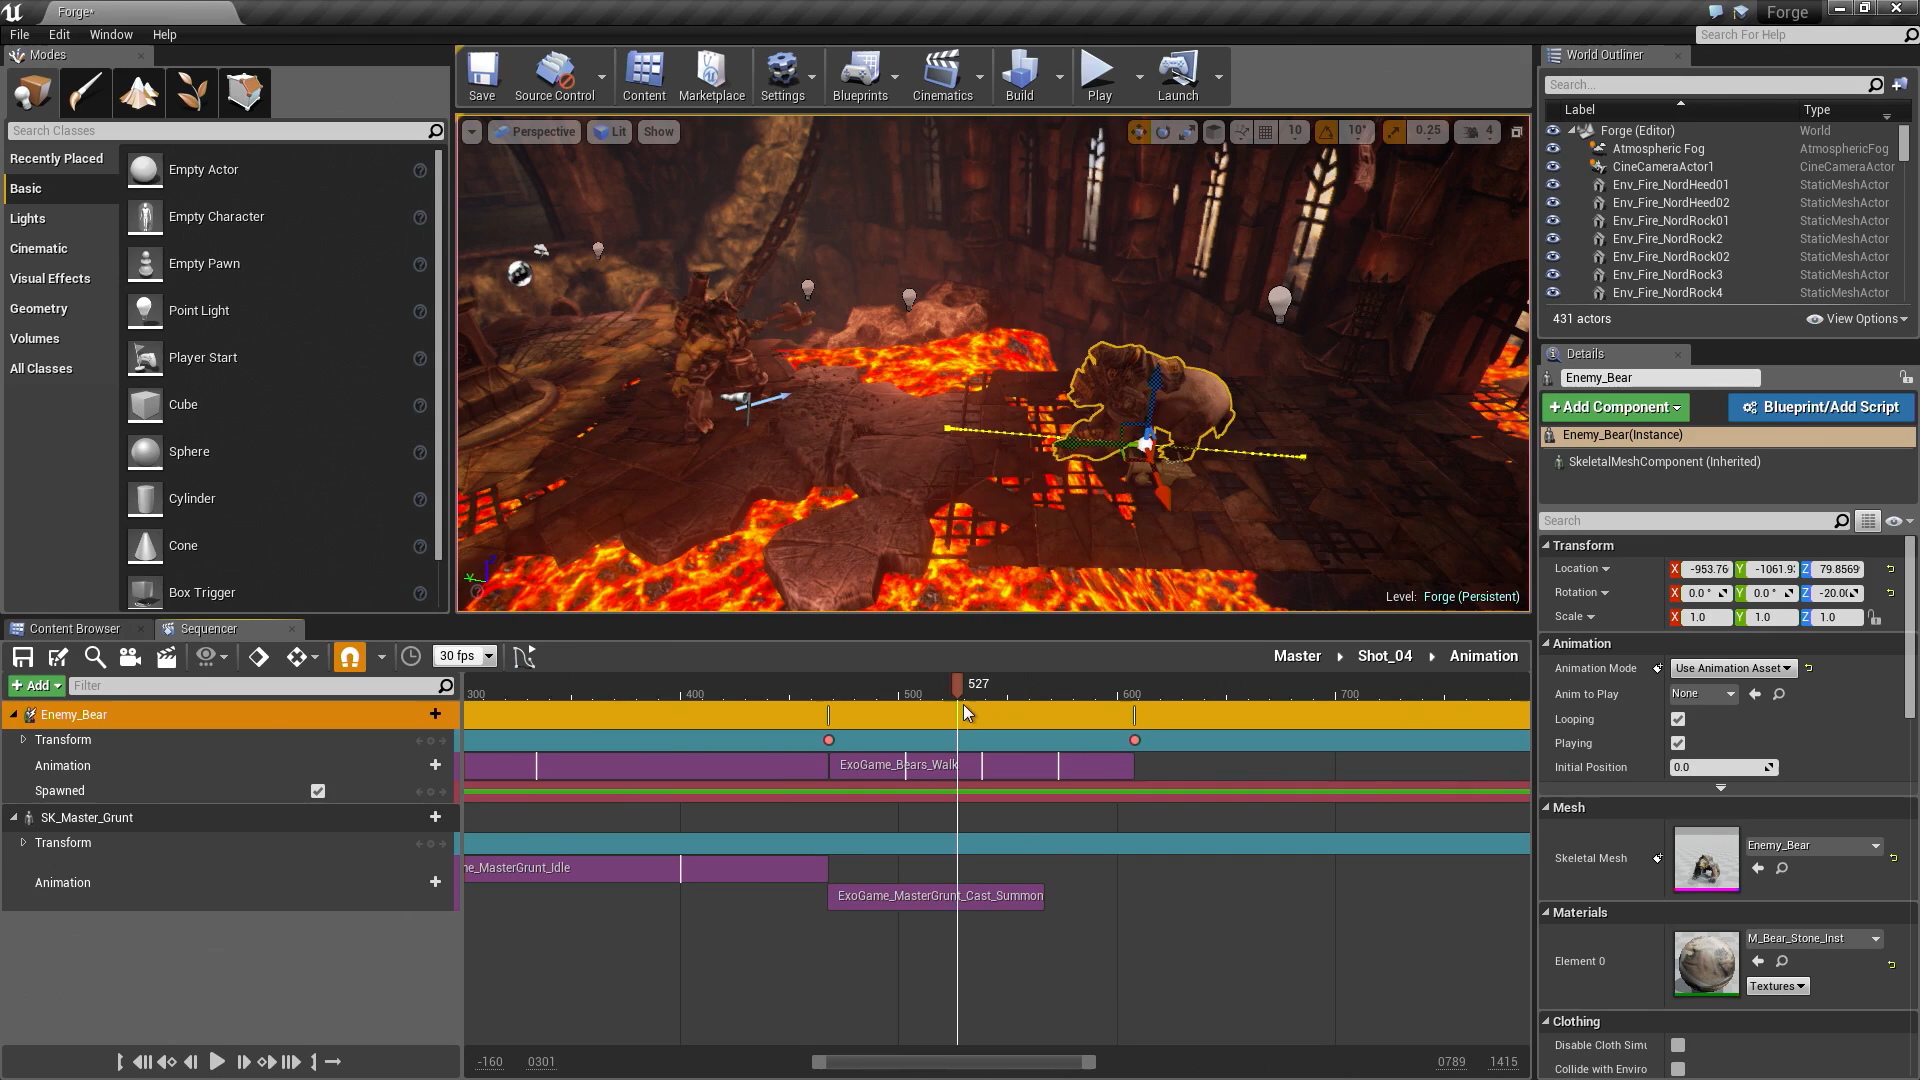 Forge*
Forge
File Edit Window Help
Search For Help
Modes
Search Classes
Recently Placed
Basic
Lights
Cinematic
Visual Effects
Geometry
Volumes
All Classes
Empty Actor
Empty Character
Empty Pawn
Point Light
Player Start
Cube
Sphere
Cylinder
Cone
Box Trigger
Save Source Control Content Marketplace Settings Blueprints Cinematics Build Play Launch
Perspective Lit Show 10 10° 0.25 4
Level: Forge (Persistent)
World Outliner
Search...
Label Type
Forge (Editor) World
Atmospheric Fog AtmosphericFog
CineCameraActor1 CineCameraActor
Env_Fire_NordHeed01 StaticMeshActor
Env_Fire_NordHeed02 StaticMeshActor
Env_Fire_NordRock01 StaticMeshActor
Env_Fire_NordRock2 StaticMeshActor
Env_Fire_NordRock02 StaticMeshActor
Env_Fire_NordRock3 StaticMeshActor
Env_Fire_NordRock4 StaticMeshActor
431 actors View Options
Details
Enemy_Bear
+ Add Component Blueprint/Add Script
Enemy_Bear(Instance)
SkeletalMeshComponent (Inherited)
Search
Transform
Location X -953.76 Y -1061.9 Z 79.8569
Rotation X 0.0 ° Y 0.0 ° Z -20.0
Scale X 1.0 Y 1.0 Z 1.0
Animation
Animation Mode Use Animation Asset
Anim to Play None
Looping
Playing
Initial Position 0.0
Mesh
Skeletal Mesh Enemy_Bear
Materials
Element 0 M_Bear_Stone_Inst
Textures
Clothing
Disable Cloth Simu
Collide with Enviro
Content Browser Sequencer
30 fps
Master Shot_04 Animation
+ Add Filter
300 400 500 527 600 700
Enemy_Bear
Transform
Animation ExoGame_Bears_Walk
Spawned
SK_Master_Grunt
Transform
ne_MasterGrunt_Idle
Animation
ExoGame_MasterGrunt_Cast_Summon
-160 0301 0789 1415